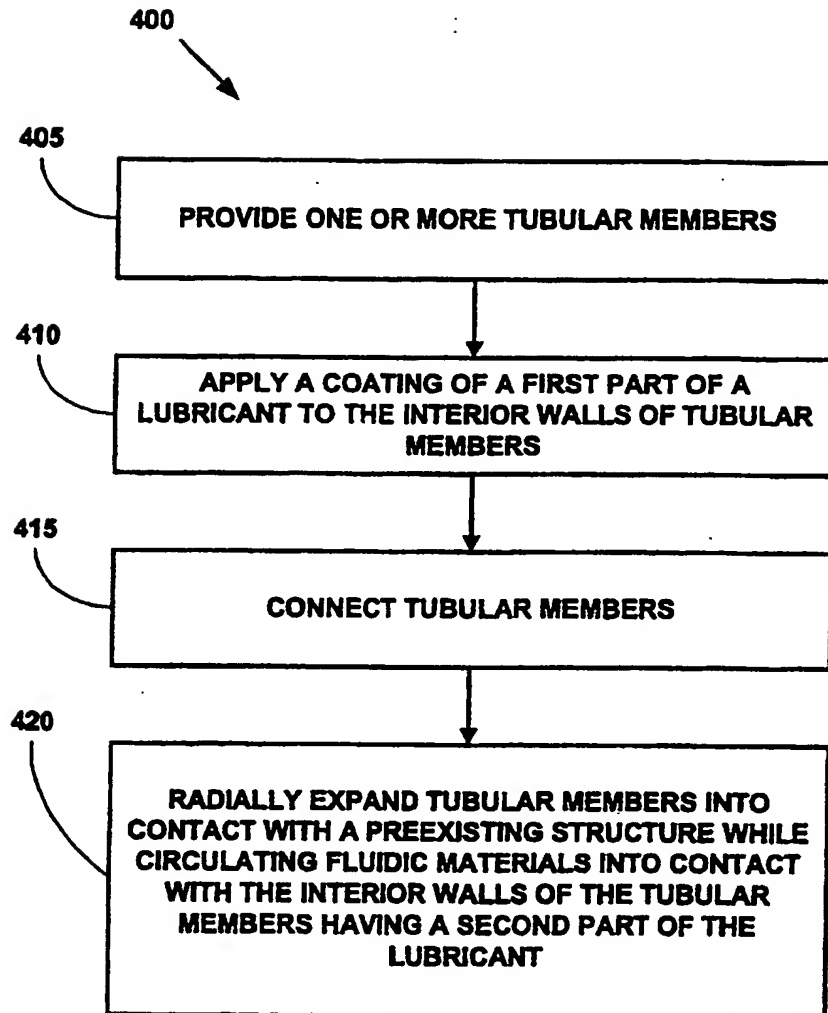 400
405
PROVIDE ONE OR MORE TUBULAR MEMBERS
410
APPLY A COATING OF A FIRST PART OF A
LUBRICANT TO THE INTERIOR WALLS OF TUBULAR
MEMBERS
415
CONNECT TUBULAR MEMBERS
420
RADIALLY EXPAND TUBULAR MEMBERS INTO
CONTACT WITH A PREEXISTING STRUCTURE WHILE
CIRCULATING FLUIDIC MATERIALS INTO CONTACT
WITH THE INTERIOR WALLS OF THE TUBULAR
MEMBERS HAVING A SECOND PART OF THE
LUBRICANT